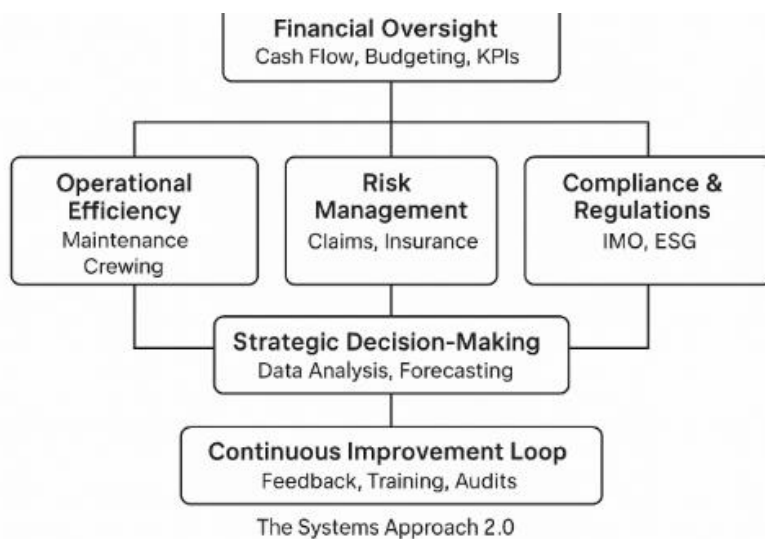 Financial Oversight
Cash Flow, Budgeting, KPIs
Operational
Efficiency
Maintenance
Crewing
Risk
Management
Claims, Insurance
Compliance &
Regulations
IMO, ESG
Strategic Decision-Making
Data Analysis, Forecasting
Continuous Improvement Loop
Feedback, Training, Audits
The Systems Approach 2.0